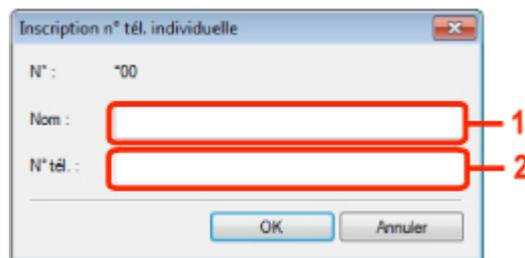 Inscription n° tél. individuelle
N° : *00
Nom : 1
N° tél. : 2
OK Annuler